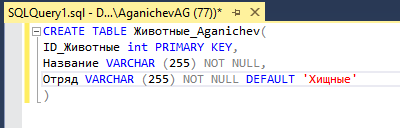 SQLQuery1.sql - D...\AganichevAG (77))*
CREATE TABLE Животные_Aganichev(
ID_Животные int PRIMARY KEY,
Название VARCHAR (255) NOT NULL,
Отряд VARCHAR (255) NOT NULL DEFAULT 'Хищные'
)